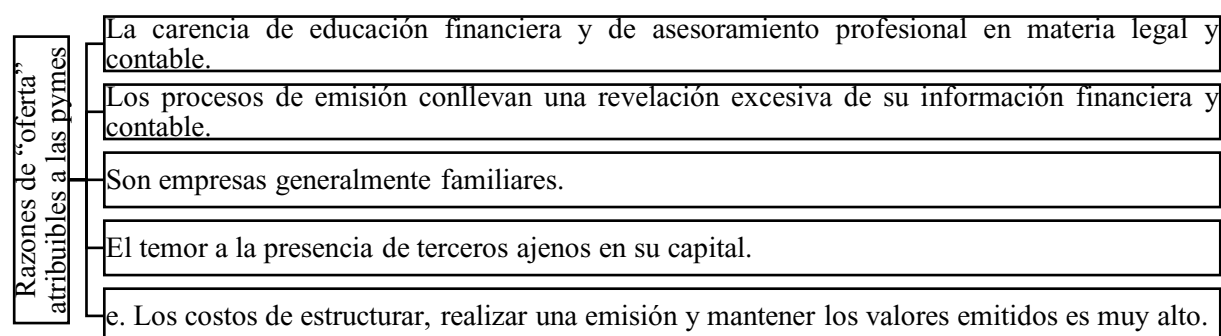 Razones de “oferta”
atribuibles a las pymes
La carencia de educación financiera y de asesoramiento profesional en materia legal y
contable.
Los procesos de emisión conllevan una revelación excesiva de su información financiera y
contable.
Son empresas generalmente familiares.
El temor a la presencia de terceros ajenos en su capital.
e. Los costos de estructurar, realizar una emisión y mantener los valores emitidos es muy alto.